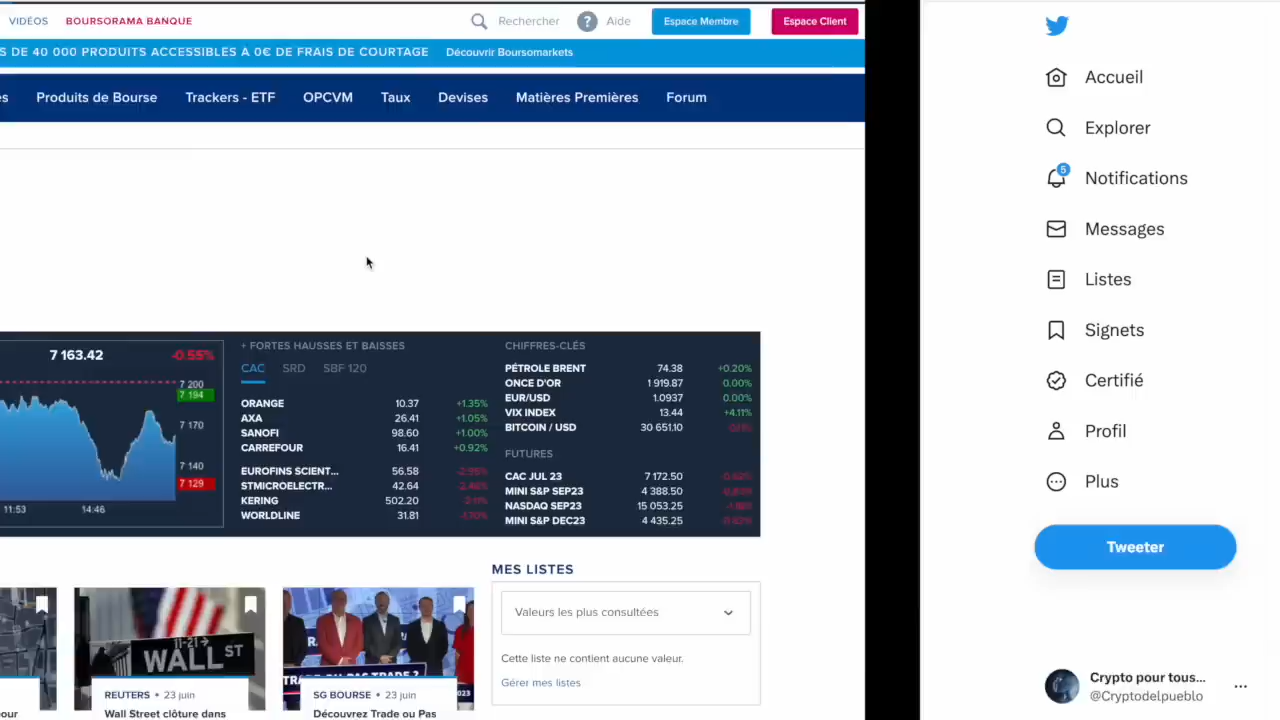 VIDÉOS BOURSORAMA BANQUE Rechercher ? Aide Espace Membre Espace Client
S DE 40 000 PRODUITS ACCESSIBLES À 0€ DE FRAIS DE COURTAGE Découvrir Boursomarkets
és Produits de Bourse Trackers - ETF OPCVM Taux Devises Matières Premières Forum
7 163.42 -0.55%
7 200
7 194
7 170
7 140
7 129
11:53 14:46
+ FORTES HAUSSES ET BAISSES
CAC SRD SBF 120
ORANGE 10.37 +1.35%
AXA 26.41 +1.05%
SANOFI 98.60 +1.00%
CARREFOUR 16.41 +0.92%
EUROFINS SCIENT... 56.58
STMICROELECTR... 42.64
KERING 502.20
WORLDLINE 31.81 -1.70%
CHIFFRES-CLÉS
PÉTROLE BRENT 74.38 +0.20%
ONCE D'OR 1 919.87 0.00%
EUR/USD 1.0937 0.00%
VIX INDEX 13.44 +4.11%
BITCOIN / USD 30 651.10
FUTURES
CAC JUL 23 7 172.50
MINI S&P SEP23 4 388.50
NASDAQ SEP23 15 053.25
MINI S&P DEC23 4 435.25
MES LISTES
Valeurs les plus consultées
Cette liste ne contient aucune valeur.
Gérer mes listes
11-21
WALL ST
REUTERS • 23 juin
Wall Street clôture dans
SG BOURSE • 23 juin
Découvrez Trade ou Pas
our
2023
Accueil
Explorer
5
Notifications
Messages
Listes
Signets
Certifié
Profil
Plus
Tweeter
Crypto pour tous...
@Cryptodelpueblo